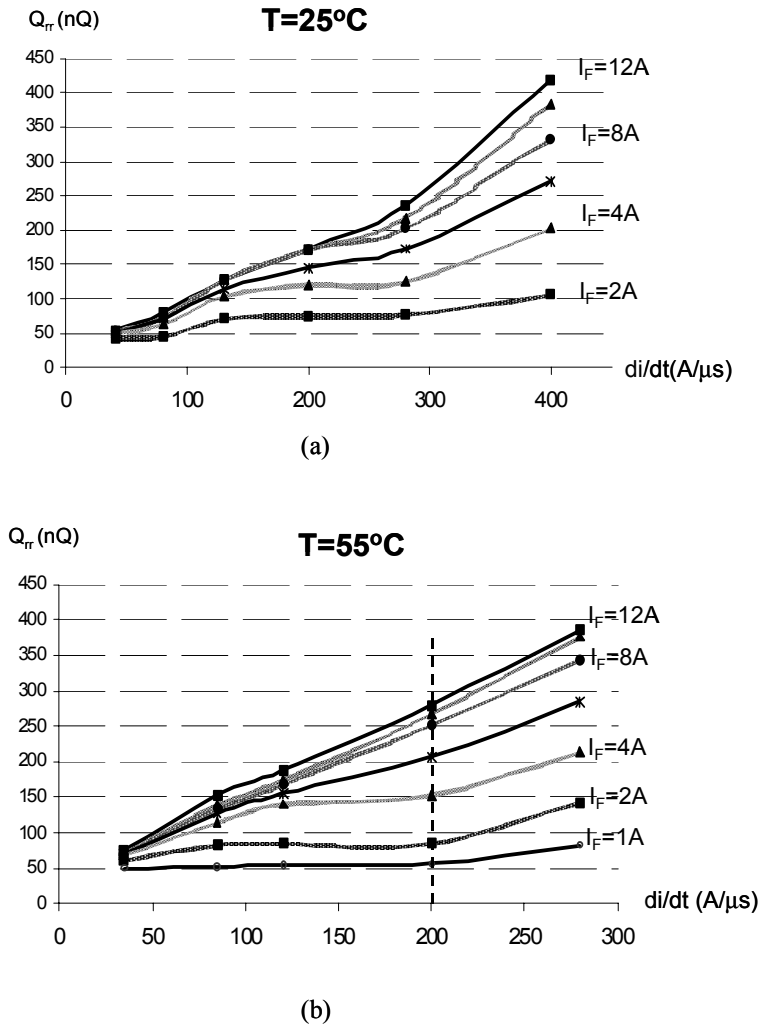 Qrr (nQ)
T=25°C
450
400
350
300
250
200
150
100
50
0
IF=12A
IF=8A
IF=4A
IF=2A
di/dt(A/μs)
0 100 200 300 400
(a)
Qrr (nQ)
T=55°C
450
400
350
300
250
200
150
100
50
0
IF=12A
IF=8A
IF=4A
IF=2A
IF=1A
di/dt (A/μs)
0 50 100 150 200 250 300
(b)